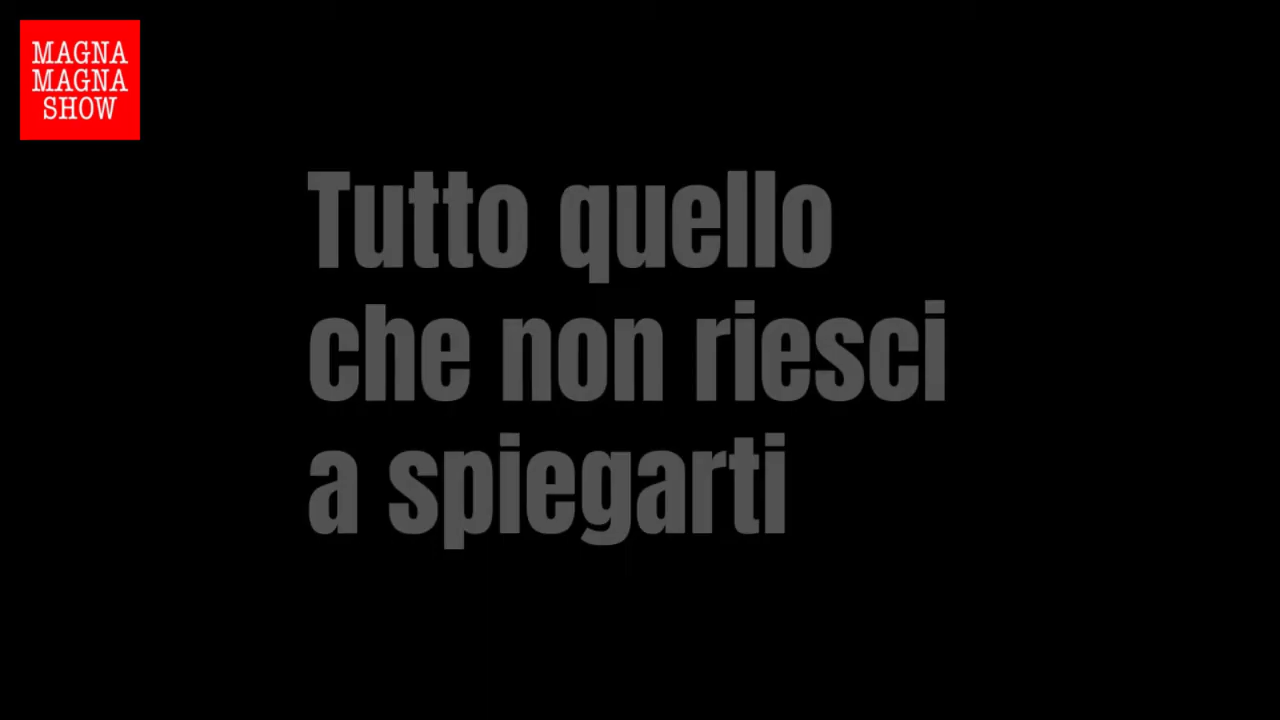 MAGNA
MAGNA
SHOW
Tutto quello
che non riesci
a spiegarti